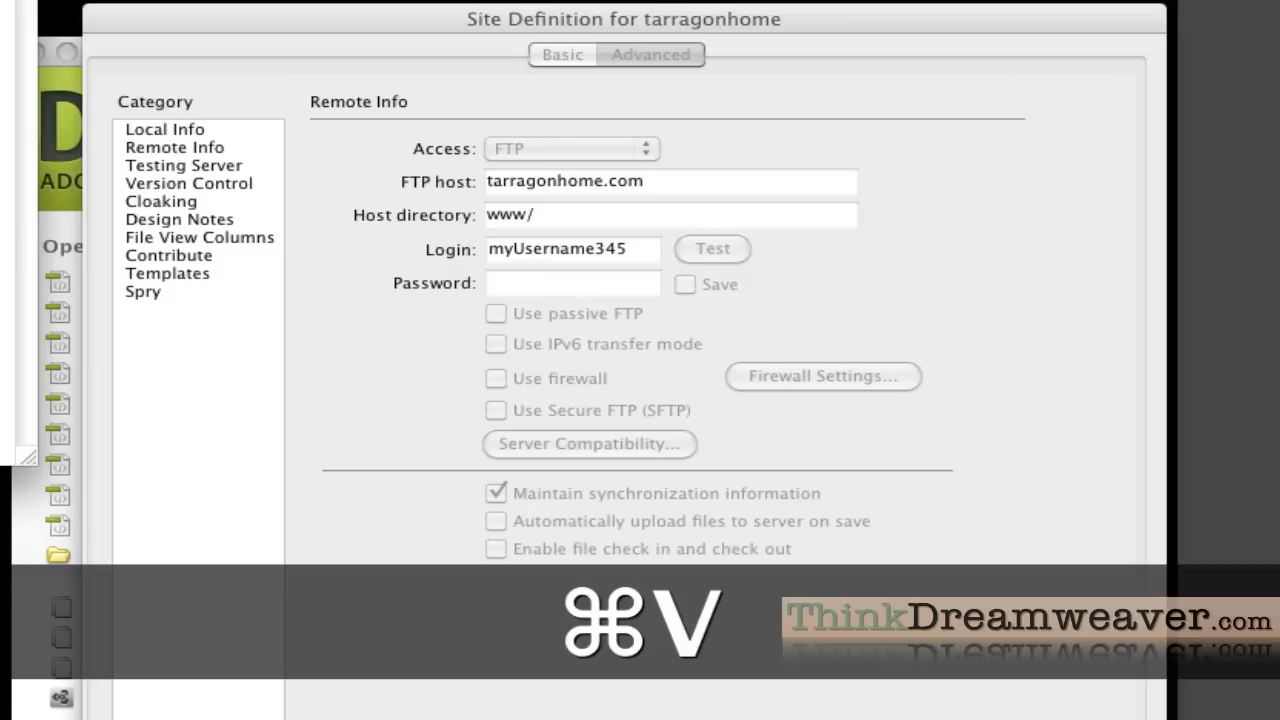 Site Definition for tarragonhome
Basic
Advanced
Category
Local Info
Remote Info
Testing Server
Version Control
Cloaking
Design Notes
File View Columns
Contribute
Templates
Spry
Remote Info
Access: FTP
FTP host: tarragonhome.com
Host directory: www/
Login: myUsername345
Test
Password:
Save
Use passive FTP
Use IPv6 transfer mode
Use firewall
Firewall Settings...
Use Secure FTP (SFTP)
Server Compatibility...
Maintain synchronization information
Automatically upload files to server on save
Enable file check in and check out
D
ADO
Ope
⌘V
ThinkDreamweaver.com